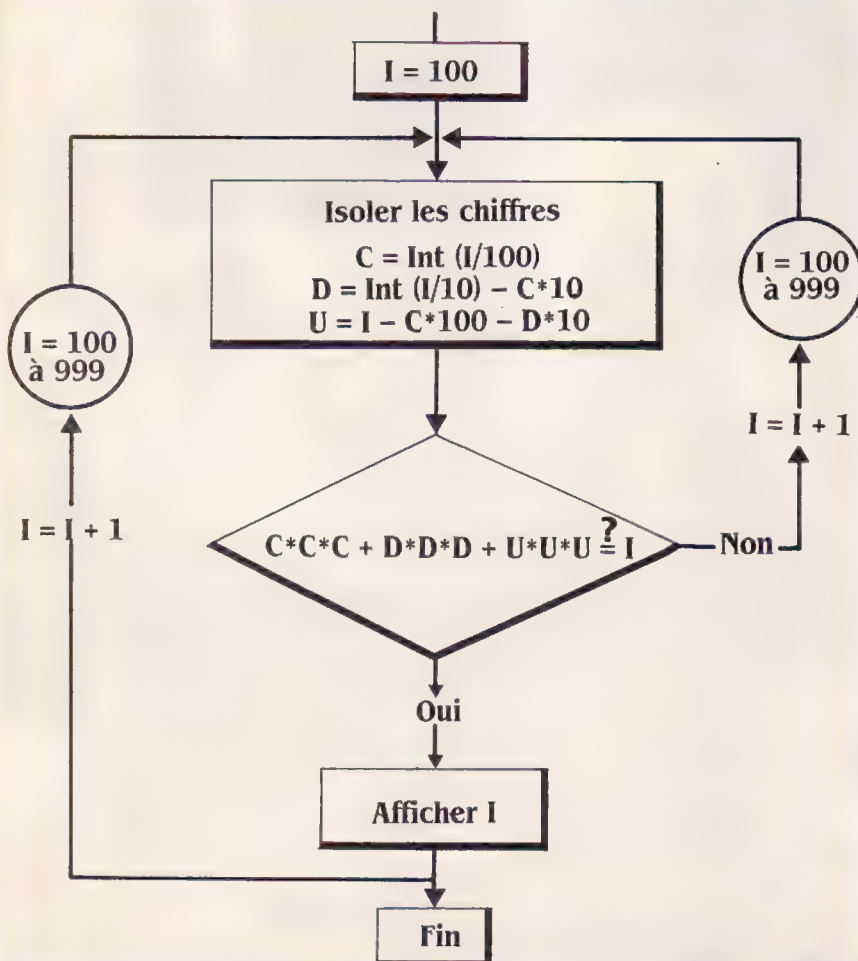 I = 100
Isoler les chiffres
C = Int (I/100)
D = Int (I/10) – C*10
U = I – C*100 – D*10
I = 100
à 999
I = I + 1
I = 100
à 999
I = I + 1
C*C*C + D*D*D + U*U*U ?= I
Non
Oui
Afficher I
Fin